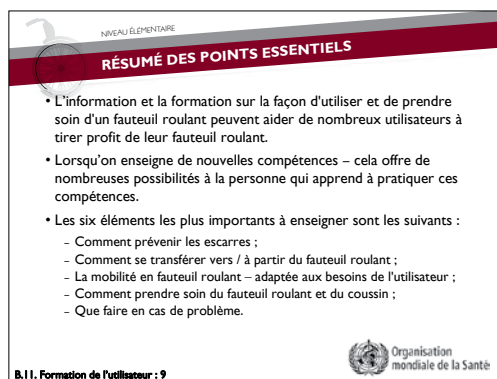 NIVEAU ÉLÉMENTAIRE
RÉSUMÉ DES POINTS ESSENTIELS
• L'information et la formation sur la façon d'utiliser et de prendre
soin d'un fauteuil roulant peuvent aider de nombreux utilisateurs à
tirer profit de leur fauteuil roulant.
• Lorsqu'on enseigne de nouvelles compétences – cela offre de
nombreuses possibilités à la personne qui apprend à pratiquer ces
compétences.
• Les six éléments les plus importants à enseigner sont les suivants :
– Comment prévenir les escarres ;
– Comment se transférer vers / à partir du fauteuil roulant ;
– La mobilité en fauteuil roulant – adaptée aux besoins de l'utilisateur ;
– Comment prendre soin du fauteuil roulant et du coussin ;
– Que faire en cas de problème.
Organisation
mondiale de la Santé
B.11. Formation de l'utilisateur : 9